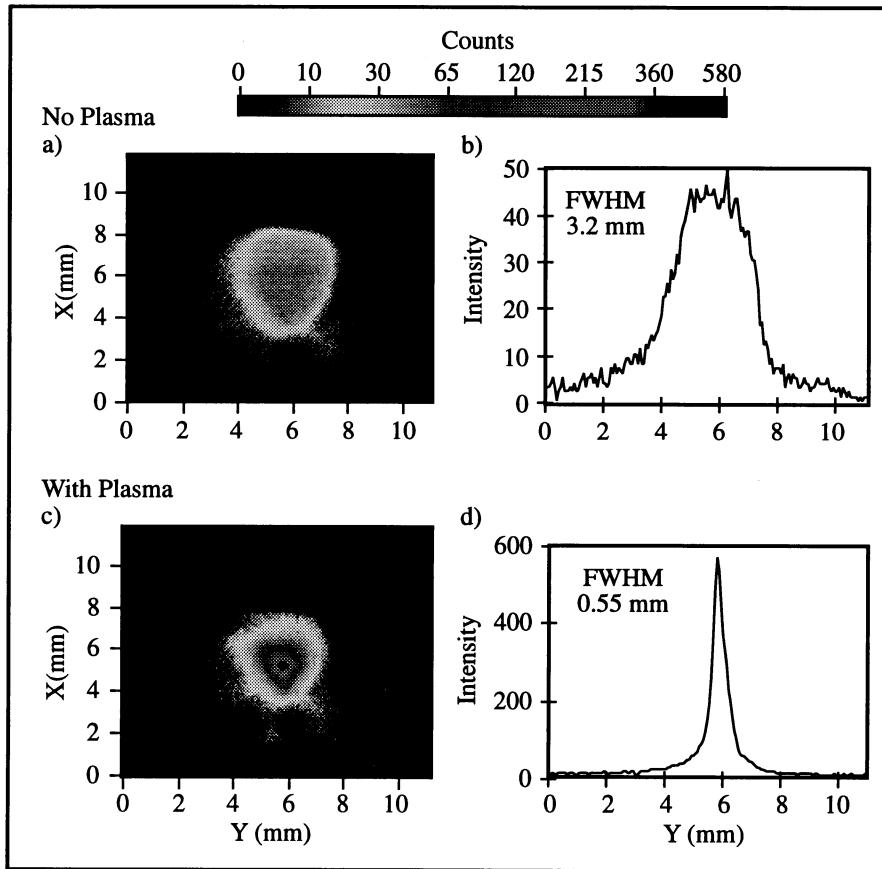 Counts
0 10 30 65 120 215 360 580
No Plasma
a)
X(mm)
10
8
6
4
2
0
0 2 4 6 8 10
b)
FWHM
3.2 mm
Intensity
50
40
30
20
10
0
0 2 4 6 8 10
With Plasma
c)
X(mm)
10
8
6
4
2
0
0 2 4 6 8 10
Y (mm)
d)
FWHM
0.55 mm
Intensity
600
400
200
0
0 2 4 6 8 10
Y (mm)